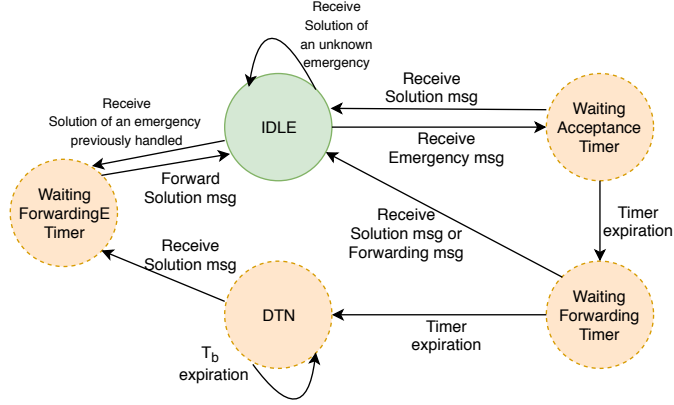 Receive
Solution of
an unknown
emergency
Receive
Solution msg
Waiting
Acceptance
Timer
IDLE
Receive
Emergency msg
Receive
Solution of an emergency
previously handled
Forward
Solution msg
Waiting
ForwardingE
Timer
Receive
Solution msg or
Forwarding msg
Timer
expiration
Receive
Solution msg
DTN
Timer
expiration
Waiting
Forwarding
Timer
Tb
expiration